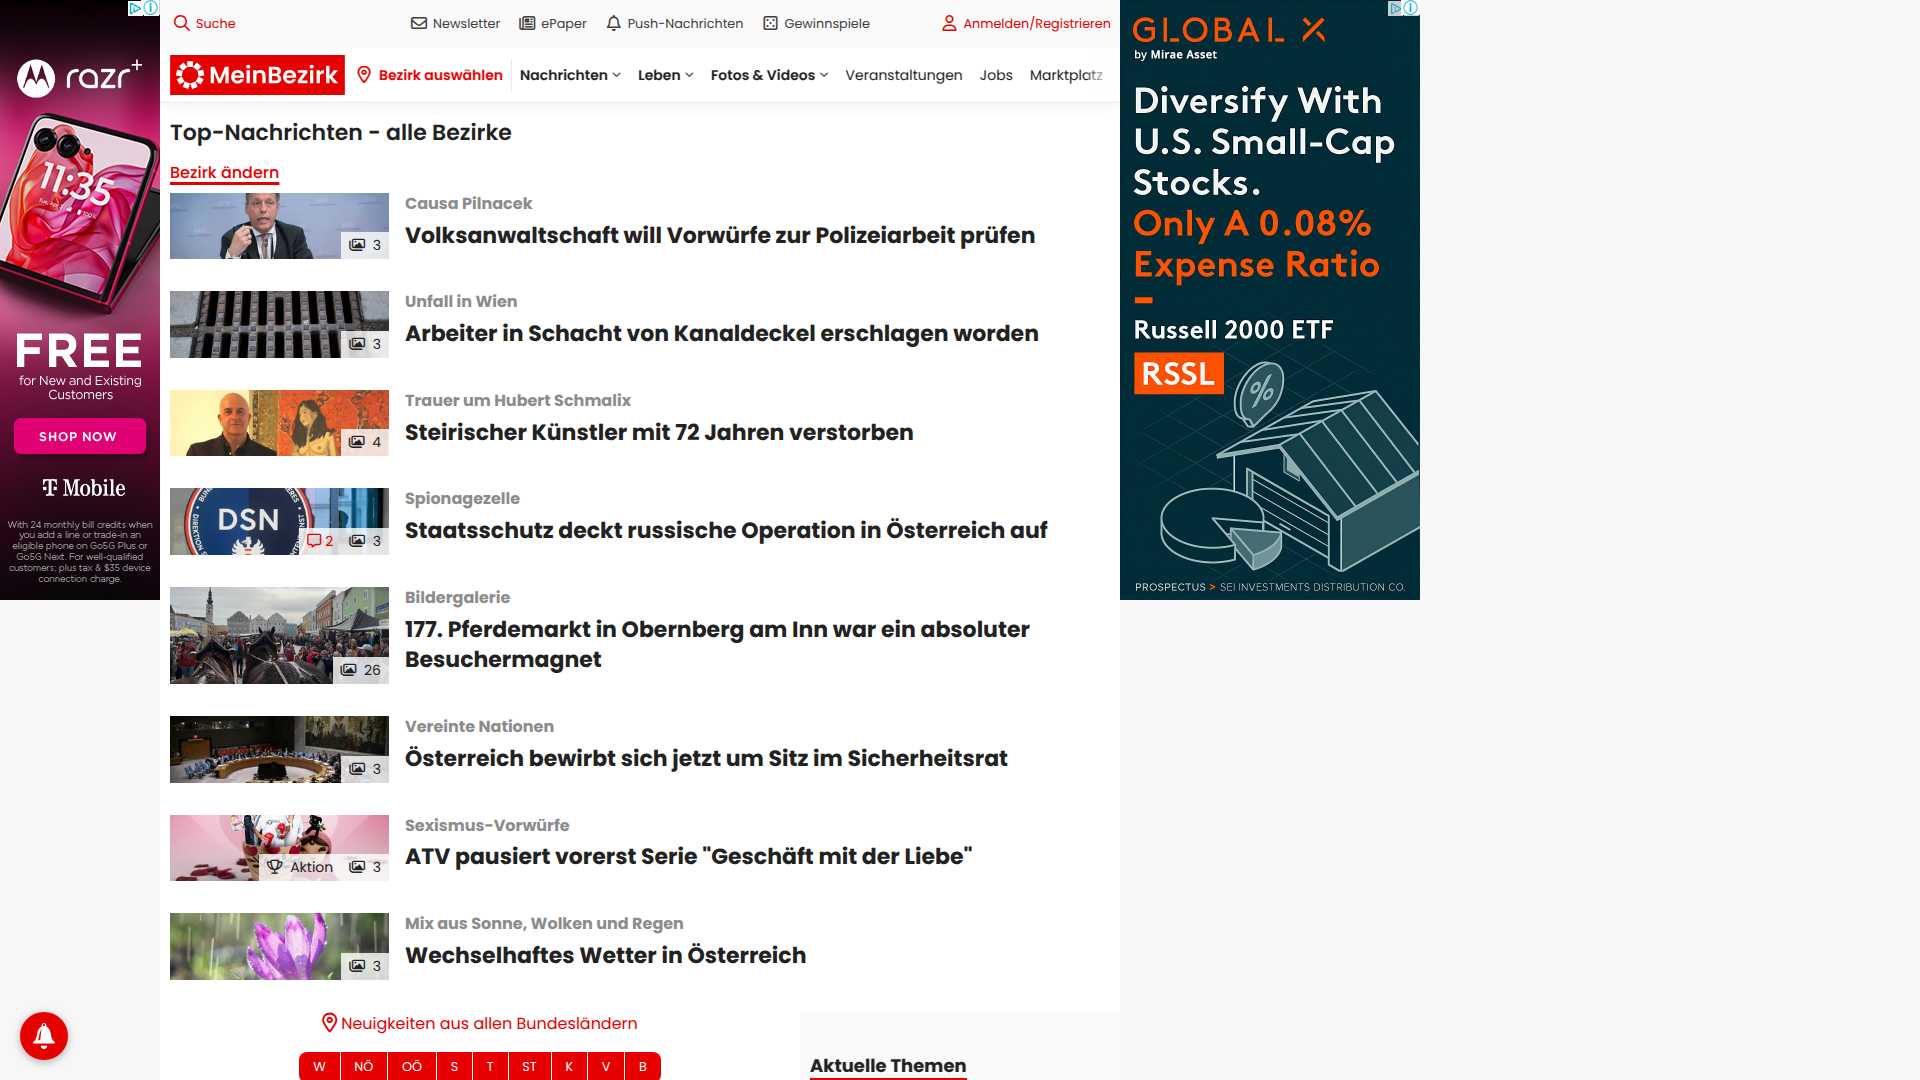 Suche
Newsletter
ePaper
Push-Nachrichten
Gewinnspiele
Anmelden/Registrieren
MeinBezirk
Bezirk auswählen
Nachrichten
Leben
Fotos & Videos
Veranstaltungen
Jobs
Marktplatz
Top-Nachrichten - alle Bezirke
Bezirk ändern
3
Causa Pilnacek
Volksanwaltschaft will Vorwürfe zur Polizeiarbeit prüfen
3
Unfall in Wien
Arbeiter in Schacht von Kanaldeckel erschlagen worden
4
Trauer um Hubert Schmalix
Steirischer Künstler mit 72 Jahren verstorben
DSN
2
3
Spionagezelle
Staatsschutz deckt russische Operation in Österreich auf
26
Bildergalerie
177. Pferdemarkt in Obernberg am Inn war ein absoluter
Besuchermagnet
3
Vereinte Nationen
Österreich bewirbt sich jetzt um Sitz im Sicherheitsrat
Aktion
3
Sexismus-Vorwürfe
ATV pausiert vorerst Serie "Geschäft mit der Liebe"
3
Mix aus Sonne, Wolken und Regen
Wechselhaftes Wetter in Österreich
Neuigkeiten aus allen Bundesländern
W
NÖ
OÖ
S
T
ST
K
V
B
Aktuelle Themen
razr+
11:35
FREE
for New and Existing
Customers
SHOP NOW
T Mobile
With 24 monthly bill credits when
you add a line or trade-in an
eligible phone on Go5G Plus or
Go5G Next. For well-qualified
customers; plus tax & $35 device
connection charge.
GLOBAL X
by Mirae Asset
Diversify With
U.S. Small-Cap
Stocks.
Only A 0.08%
Expense Ratio
Russell 2000 ETF
RSSL
%
PROSPECTUS > SEI INVESTMENTS DISTRIBUTION CO.